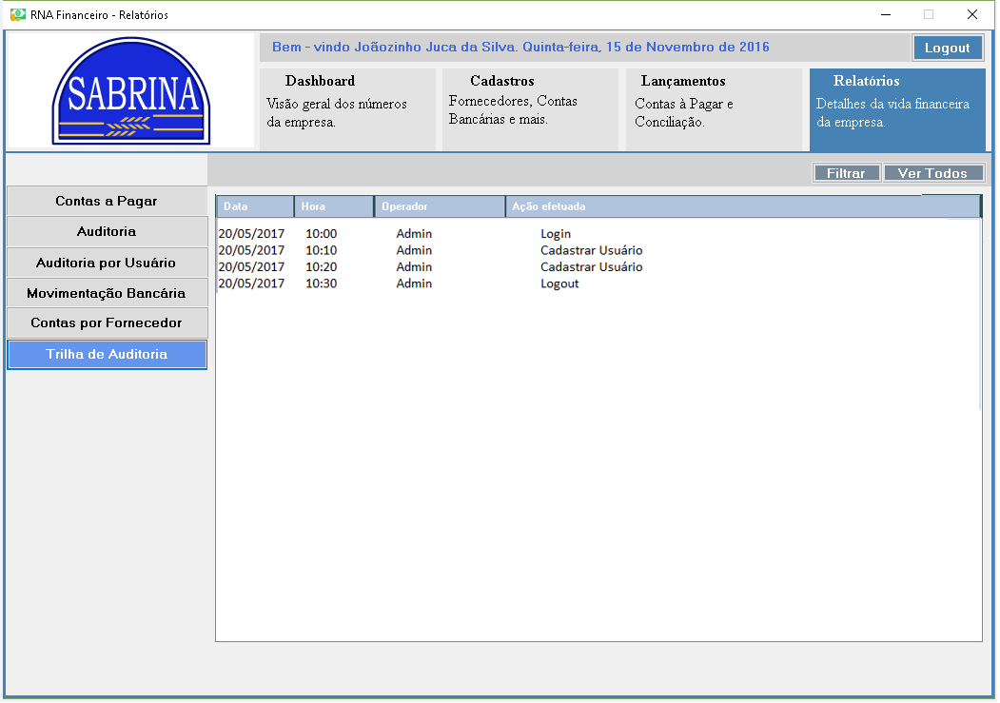 RNA Financeiro - Relatórios
SABRINA
Bem - vindo Joãozinho Juca da Silva. Quinta-feira, 15 de Novembro de 2016
Logout
Dashboard
Visão geral dos números
da empresa.
Cadastros
Fornecedores, Contas
Bancárias e mais.
Lançamentos
Contas à Pagar e
Conciliação.
Relatórios
Detalhes da vida financeira
da empresa.
Filtrar
Ver Todos
Contas a Pagar
Auditoria
Auditoria por Usuário
Movimentação Bancária
Contas por Fornecedor
Trilha de Auditoria
Data Hora Operador Ação efetuada
20/05/2017 10:00 Admin Login
20/05/2017 10:10 Admin Cadastrar Usuário
20/05/2017 10:20 Admin Cadastrar Usuário
20/05/2017 10:30 Admin Logout